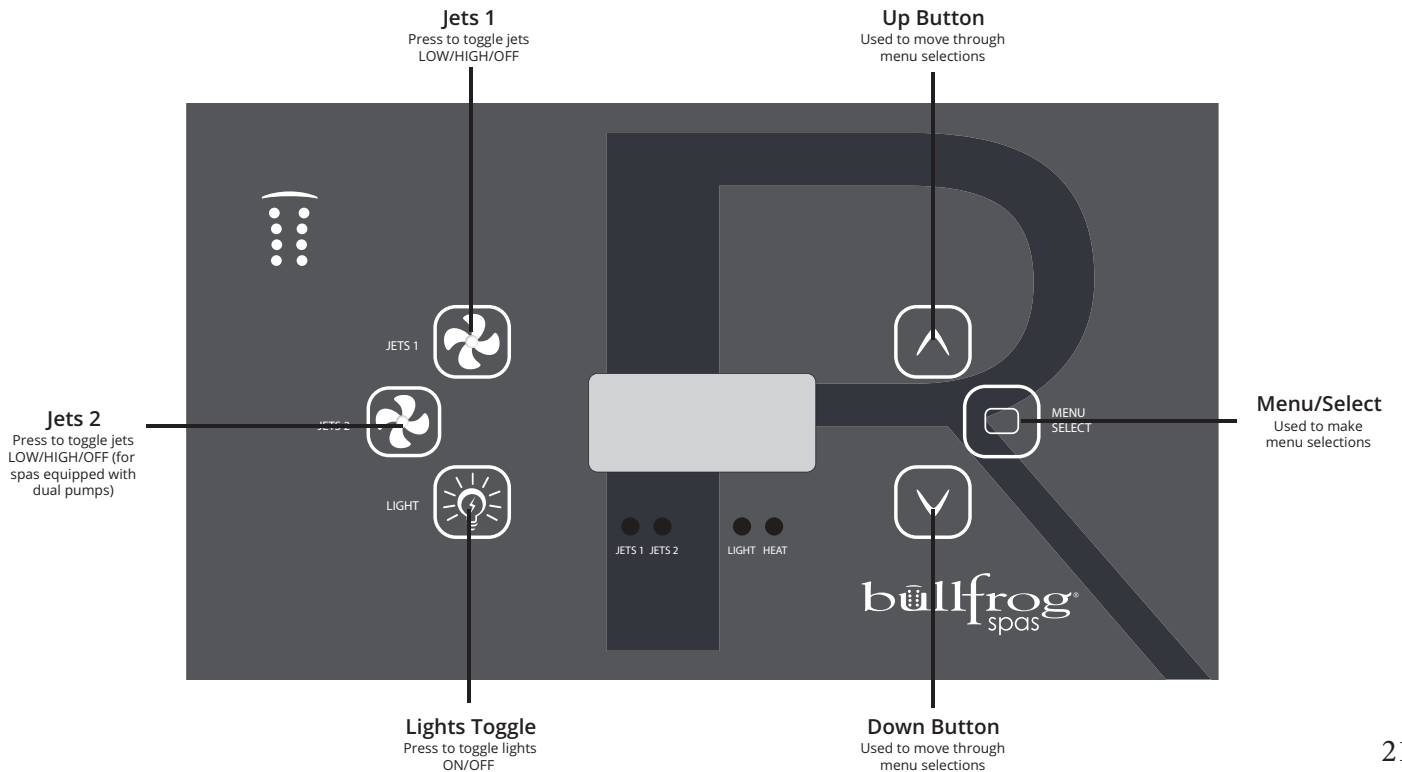 Jets 1
Press to toggle jets
LOW/HIGH/OFF
Up Button
Used to move through
menu selections
JETS 1
Jets 2
Press to toggle jets
LOW/HIGH/OFF (for
spas equipped with
dual pumps)
JETS 2
MENU
SELECT
Menu/Select
Used to make
menu selections
LIGHT
JETS 1 JETS 2 LIGHT HEAT
bullfrog®
spas
Lights Toggle
Press to toggle lights
ON/OFF
Down Button
Used to move through
menu selections